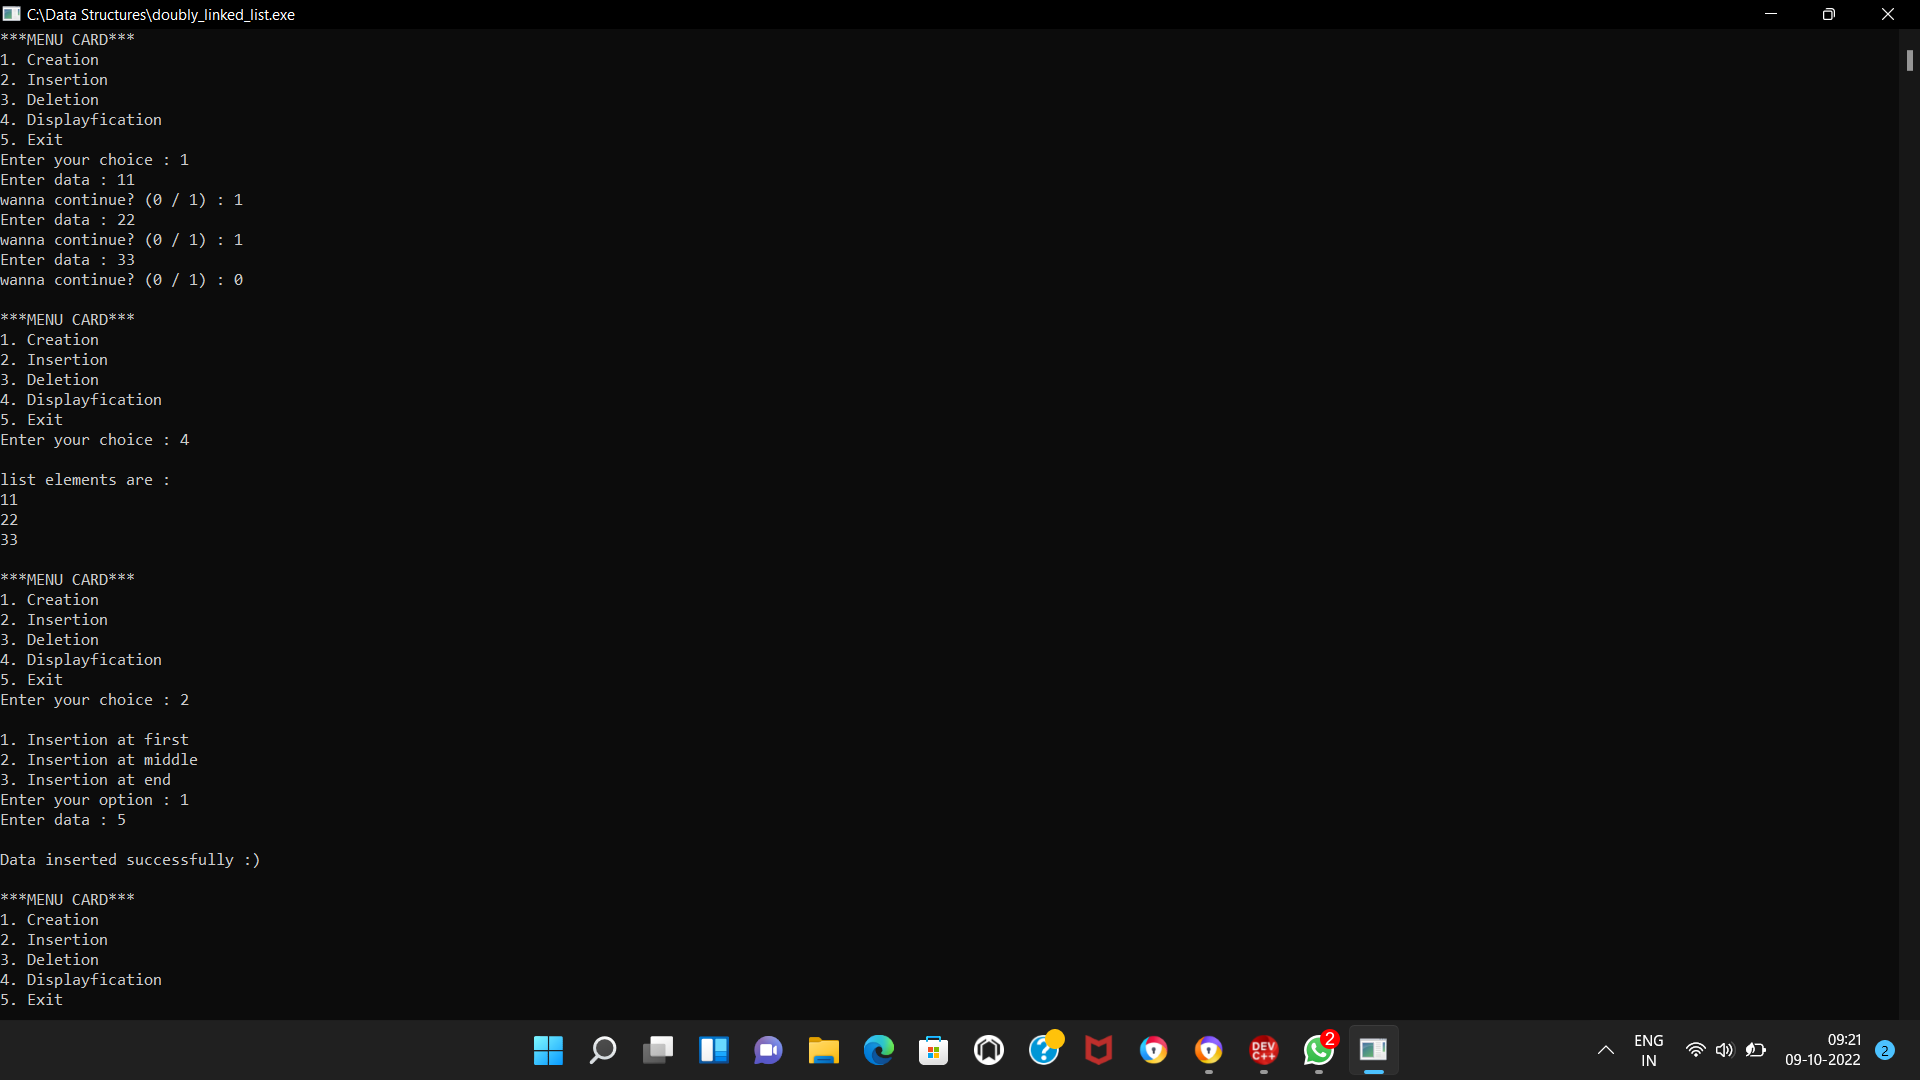 C:\Data Structures\doubly_linked_list.exe
***MENU CARD***
1. Creation
2. Insertion
3. Deletion
4. Displayfication
5. Exit
Enter your choice : 1
Enter data : 11
wanna continue? (0 / 1) : 1
Enter data : 22
wanna continue? (0 / 1) : 1
Enter data : 33
wanna continue? (0 / 1) : 0
***MENU CARD***
1. Creation
2. Insertion
3. Deletion
4. Displayfication
5. Exit
Enter your choice : 4
list elements are :
11
22
33
***MENU CARD***
1. Creation
2. Insertion
3. Deletion
4. Displayfication
5. Exit
Enter your choice : 2
1. Insertion at first
2. Insertion at middle
3. Insertion at end
Enter your option : 1
Enter data : 5
Data inserted successfully :)
***MENU CARD***
1. Creation
2. Insertion
3. Deletion
4. Displayfication
5. Exit
DEV
C++
2
ENG
IN
09:21
09-10-2022
2